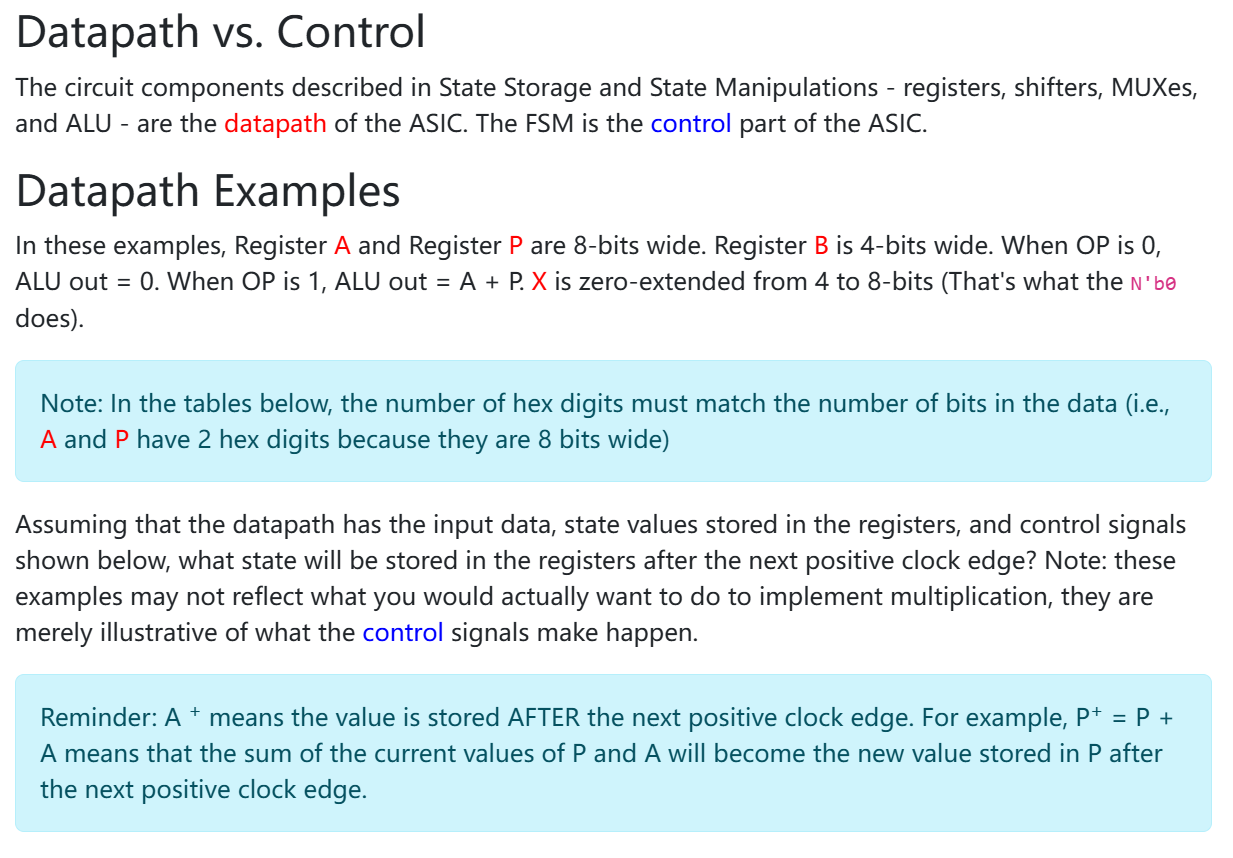 Datapath vs. Control
The circuit components described in State Storage and State Manipulations - registers, shifters, MUXes,
and ALU - are the datapath of the ASIC. The FSM is the control part of the ASIC.
Datapath Examples
In these examples, Register A and Register P are 8-bits wide. Register B is 4-bits wide. When OP is 0,
ALU out = 0. When OP is 1, ALU out = A + P. X is zero-extended from 4 to 8-bits (That's what the N'b0
does).
Note: In the tables below, the number of hex digits must match the number of bits in the data (i.e.,
A and P have 2 hex digits because they are 8 bits wide)
Assuming that the datapath has the input data, state values stored in the registers, and control signals
shown below, what state will be stored in the registers after the next positive clock edge? Note: these
examples may not reflect what you would actually want to do to implement multiplication, they are
merely illustrative of what the control signals make happen.
Reminder: A ⁺ means the value is stored AFTER the next positive clock edge. For example, P⁺ = P +
A means that the sum of the current values of P and A will become the new value stored in P after
the next positive clock edge.